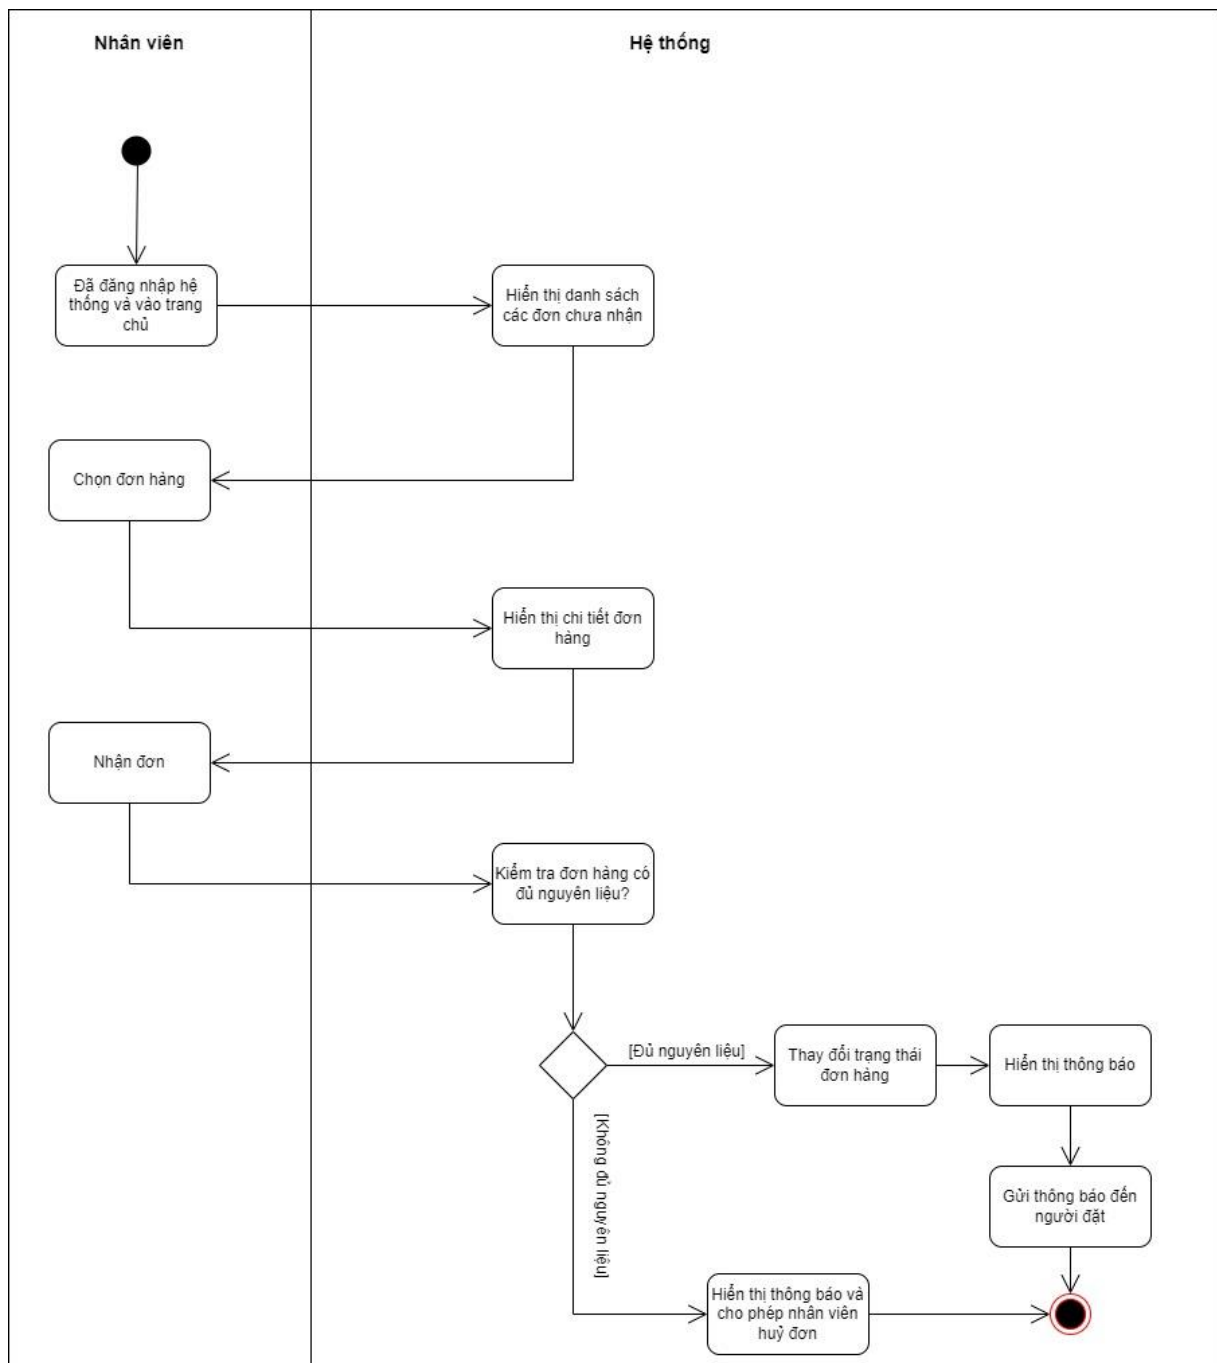 Nhân viên
Hệ thống
Đã đăng nhập hệ
thống và vào trang
chủ
Hiển thị danh sách
các đơn chưa nhận
Chọn đơn hàng
Hiển thị chi tiết đơn
hàng
Nhận đơn
Kiểm tra đơn hàng có
đủ nguyên liệu?
[Đủ nguyên liệu]
Thay đổi trạng thái
đơn hàng
Hiển thị thông báo
[Không đủ nguyên liệu]
Gửi thông báo đến
người đặt
Hiển thị thông báo và
cho phép nhân viên
huỷ đơn